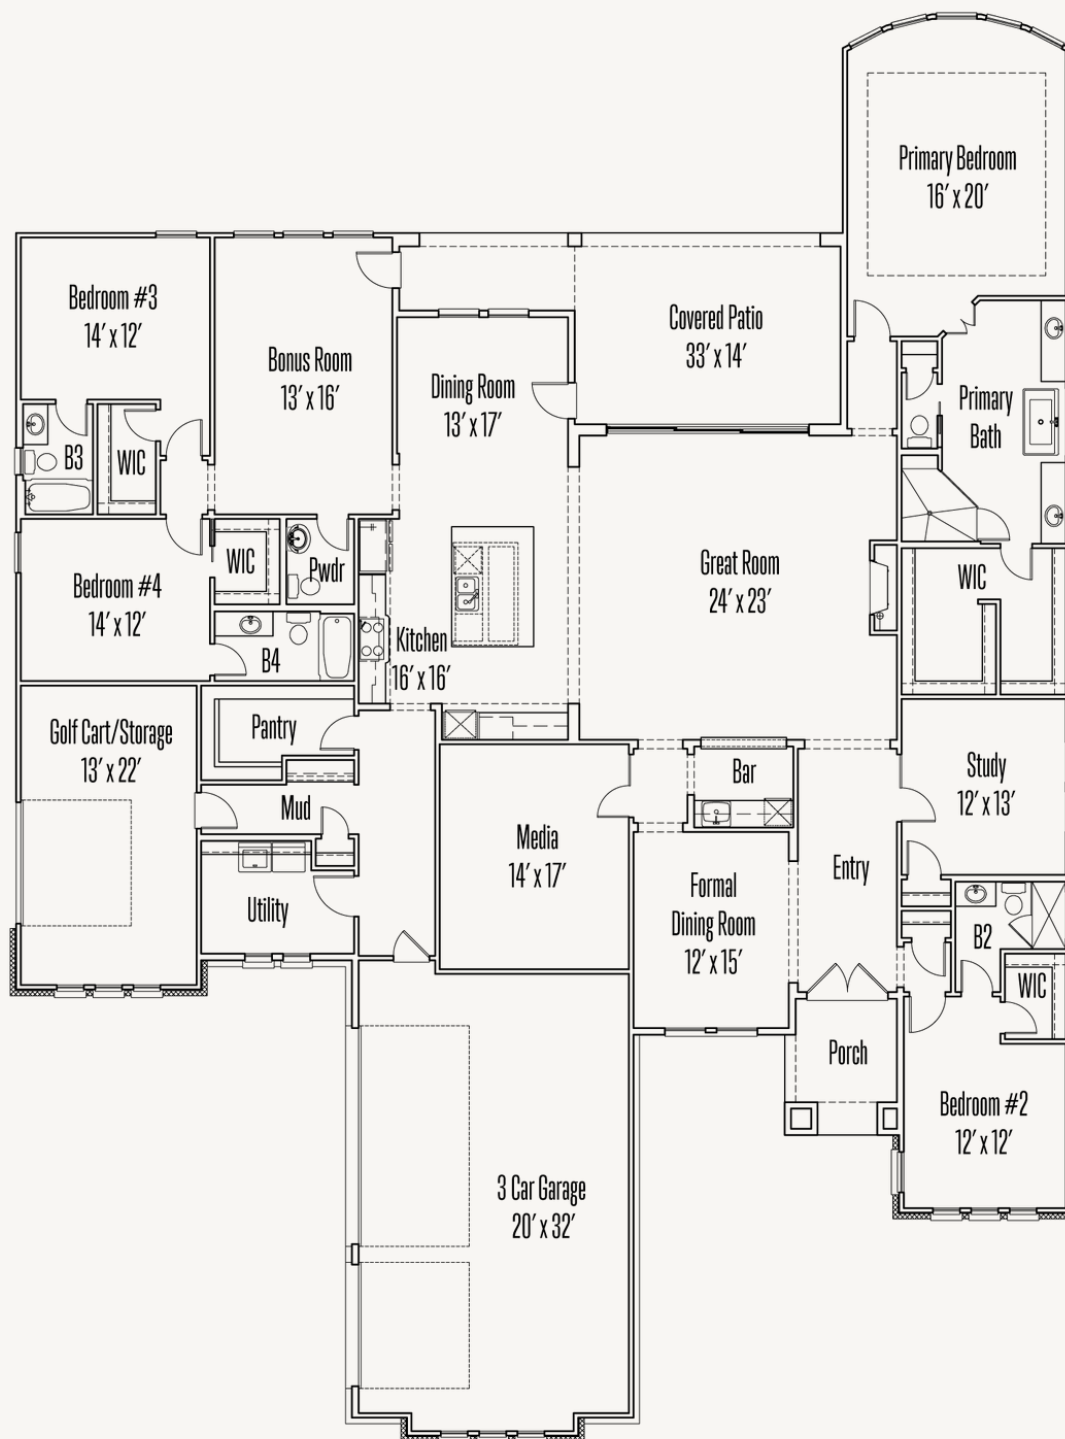 Primary Bedroom
16′ x 20′
Bedroom #3
14′ x 12′
Bonus Room
13′ x 16′
Covered Patio
33′ x 14′
Dining Room
13′ x 17′
Primary
Bath
B3
WIC
WIC
Pwdr
Bedroom #4
14′ x 12′
Great Room
24′ x 23′
WIC
Kitchen
16′ x 16′
B4
Golf Cart/Storage
13′ x 22′
Pantry
Bar
Study
12′ x 13′
Mud
Media
14′ x 17′
Entry
Utility
Formal
Dining Room
12′ x 15′
B2
WIC
Porch
Bedroom #2
12′ x 12′
3 Car Garage
20′ x 32′